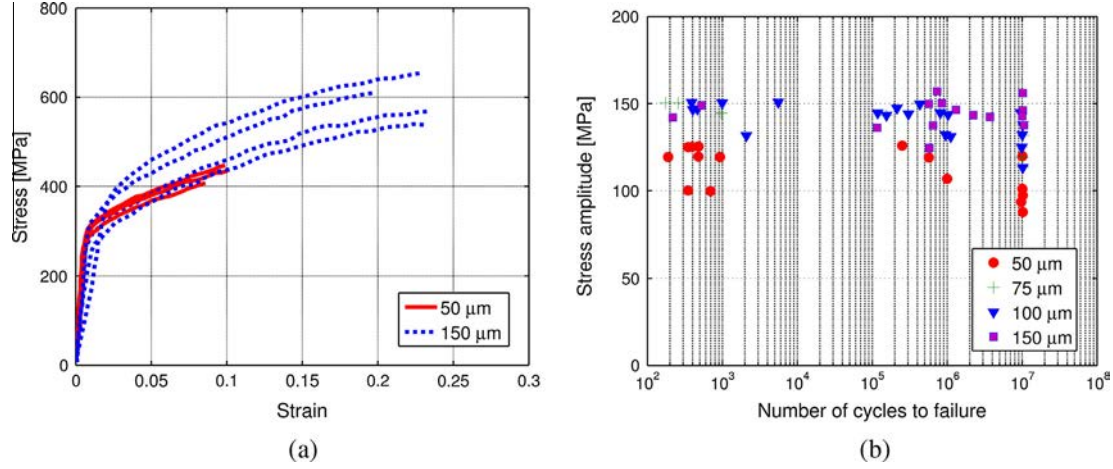 800
600
400
200
0
Stress [MPa]
0 0.05 0.1 0.15 0.2 0.25 0.3
Strain
50 μm
150 μm
(a)
200
150
100
50
0
Stress amplitude [MPa]
10² 10³ 10⁴ 10⁵ 10⁶ 10⁷ 10⁸
Number of cycles to failure
50 μm
75 μm
100 μm
150 μm
(b)